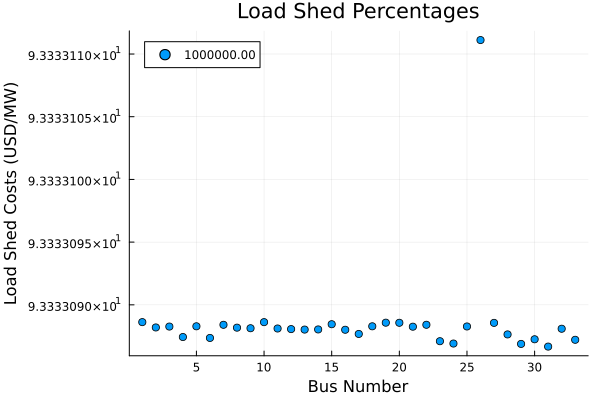 Load Shed Percentages
1000000.00
Load Shed Costs (USD/MW)
9.3333110×10¹
9.3333105×10¹
9.3333100×10¹
9.3333095×10¹
9.3333090×10¹
5 10 15 20 25 30
Bus Number